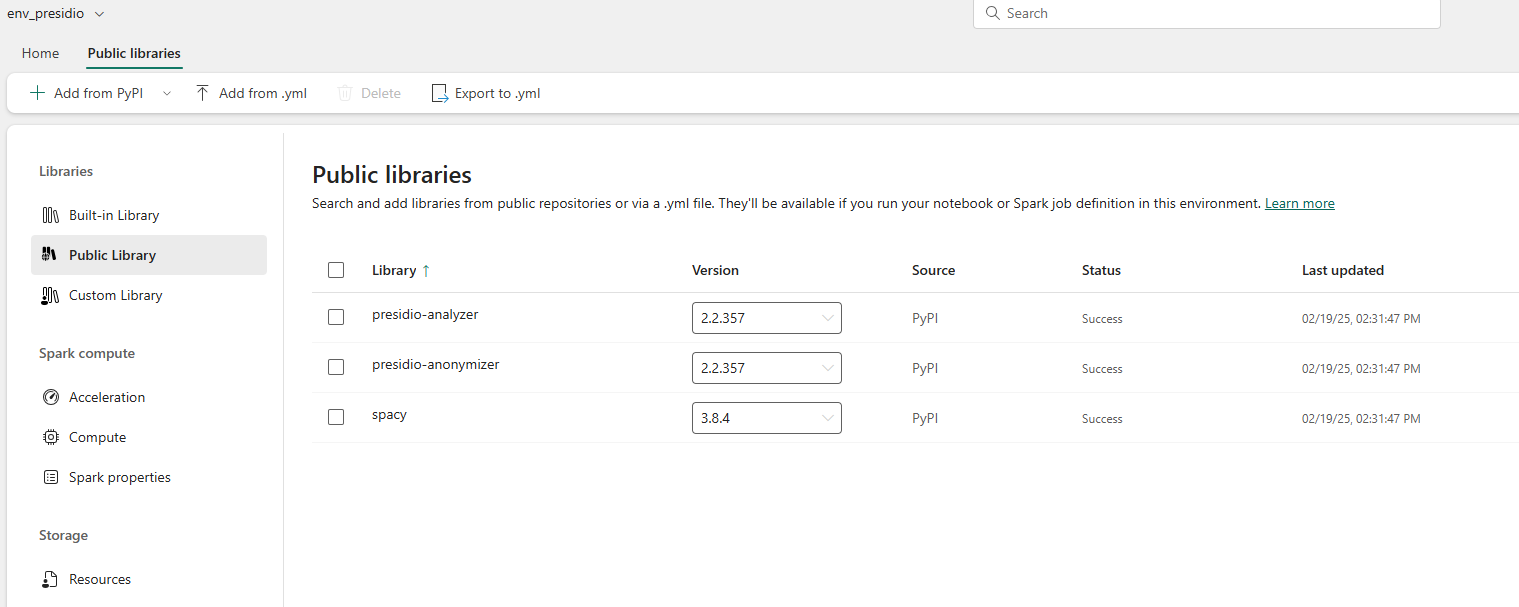 env_presidio
Search
Home Public libraries
Add from PyPI Add from .yml Delete Export to .yml
Libraries
Built-in Library
Public Library
Custom Library
Spark compute
Acceleration
Compute
Spark properties
Storage
Resources
Public libraries
Search and add libraries from public repositories or via a .yml file. They'll be available if you run your notebook or Spark job definition in this environment. Learn more
Library ↑ Version Source Status Last updated
presidio-analyzer 2.2.357 PyPI Success 02/19/25, 02:31:47 PM
presidio-anonymizer 2.2.357 PyPI Success 02/19/25, 02:31:47 PM
spacy 3.8.4 PyPI Success 02/19/25, 02:31:47 PM